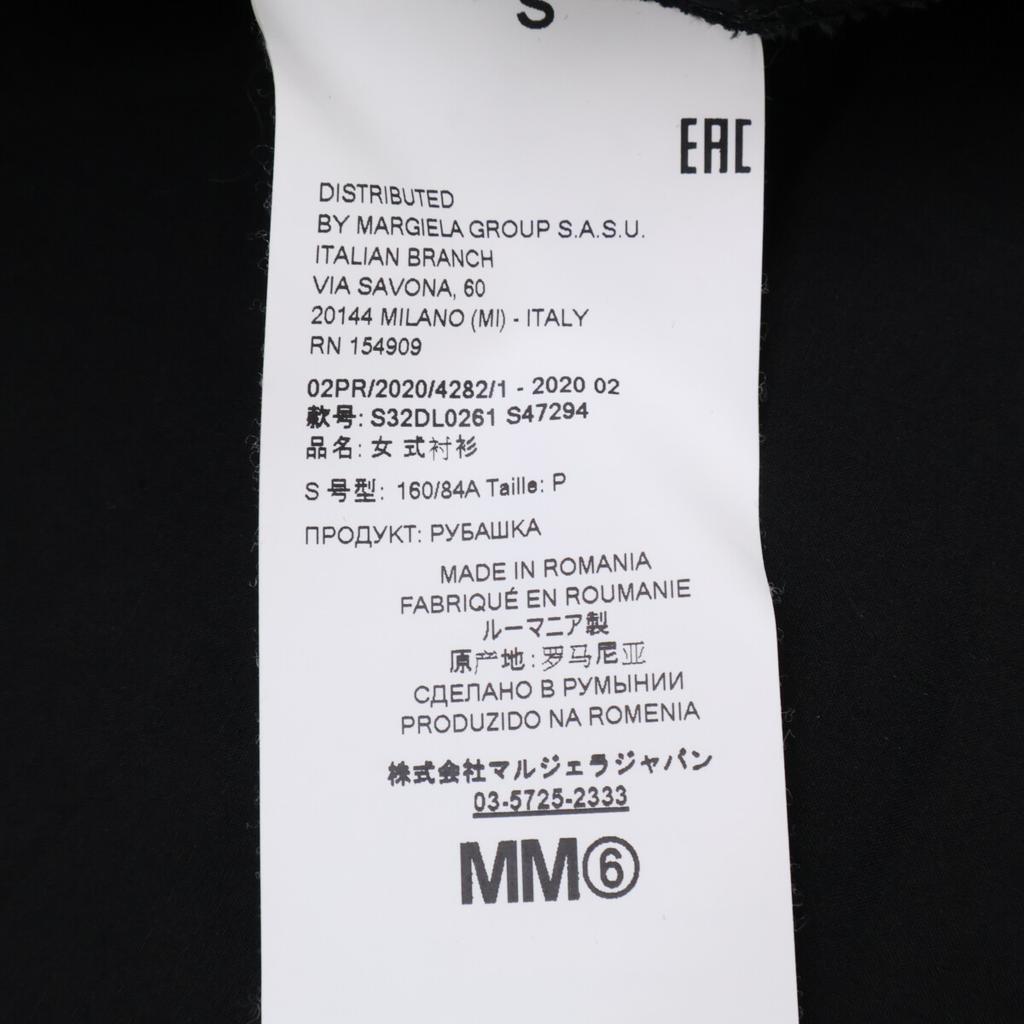 S
EAC
DISTRIBUTED
BY MARGIELA GROUP S.A.S.U.
ITALIAN BRANCH
VIA SAVONA, 60
20144 MILANO (MI) - ITALY
RN 154909
02PR/2020/4282/1 - 2020 02
款号: S32DL0261 S47294
品名: 女 式衬衫
S 号型: 160/84A Taille: P
ПРОДУКТ: РУБАШКА
MADE IN ROMANIA
FABRIQUÉ EN ROUMANIE
ルーマニア製
原产地: 罗马尼亚
СДЕЛАНО В РУМЫНИИ
PRODUZIDO NA ROMENIA
株式会社マルジェラジャパン
03-5725-2333
MM⑥